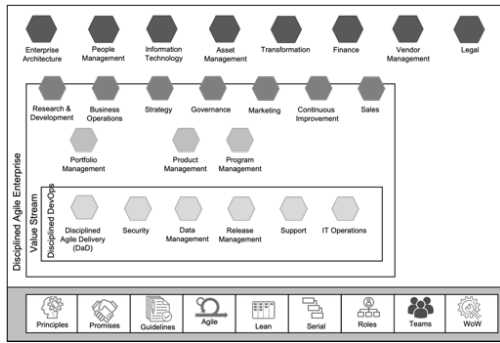 Enterprise Architecture
People Management
Information Technology
Asset Management
Transformation
Finance
Vendor Management
Legal
Research & Development
Business Operations
Strategy
Governance
Marketing
Continuous Improvement
Sales
Portfolio Management
Product Management
Program Management
Disciplined Agile Enterprise
Value Stream
Disciplined DevOps
Disciplined Agile Delivery (DaD)
Security
Data Management
Release Management
Support
IT Operations
Principles
Promises
Guidelines
Agile
Lean
Serial
Roles
Teams
WoW